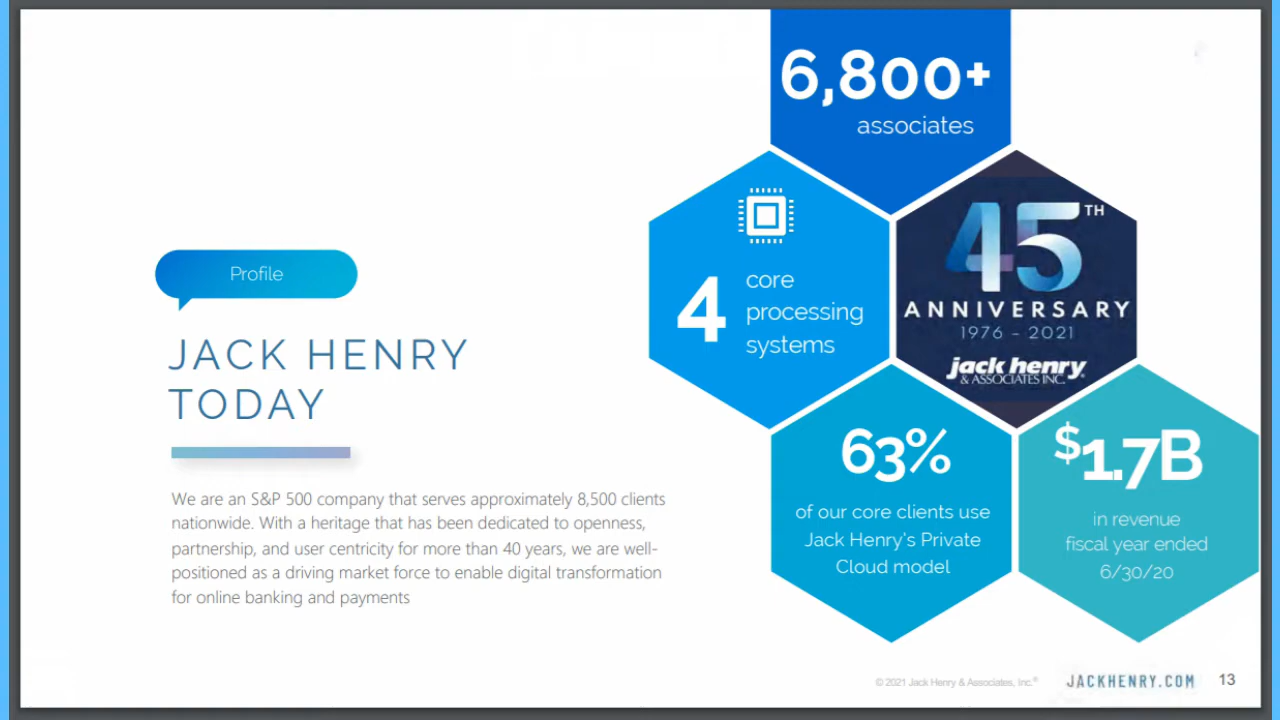 6,800+
associates
4
core
processing
systems
45TH
ANNIVERSARY
1976 - 2021
jack henry
& ASSOCIATES INC.®
Profile
JACK HENRY
TODAY
We are an S&P 500 company that serves approximately 8,500 clients
nationwide. With a heritage that has been dedicated to openness,
partnership, and user centricity for more than 40 years, we are well-
positioned as a driving market force to enable digital transformation
for online banking and payments
63%
of our core clients use
Jack Henry's Private
Cloud model
$1.7B
in revenue
fiscal year ended
6/30/20
© 2021 Jack Henry & Associates, Inc.®
JACKHENRY.COM
13